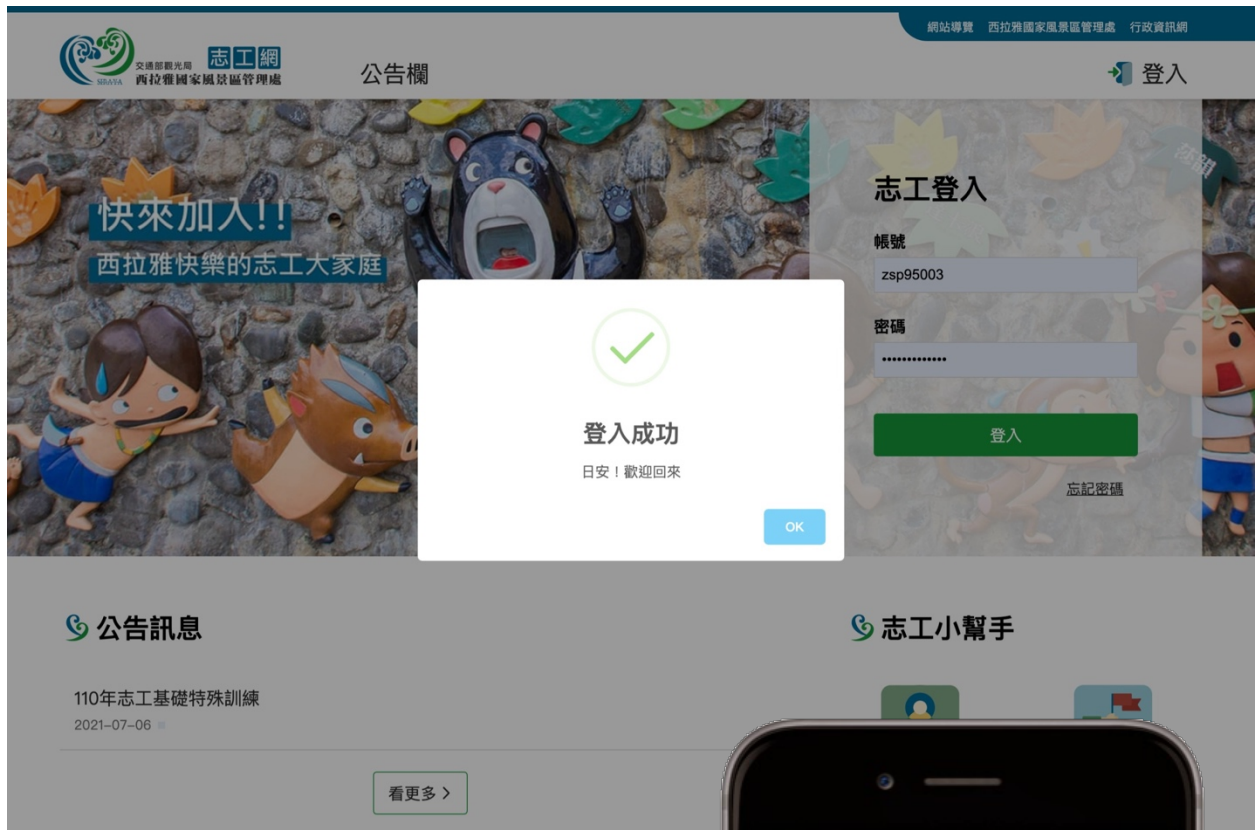 網站導覽 西拉雅國家風景區管理處 行政資訊網
交通部觀光局 志工網
西拉雅國家風景區管理處
SIRAYA
公告欄
登入
快來加入!!
西拉雅快樂的志工大家庭
志工登入
帳號
zsp95003
密碼
•••••••••••••
登入
忘記密碼
登入成功
日安！歡迎回來
OK
公告訊息
志工小幫手
110年志工基礎特殊訓練
2021-07-06
看更多 >